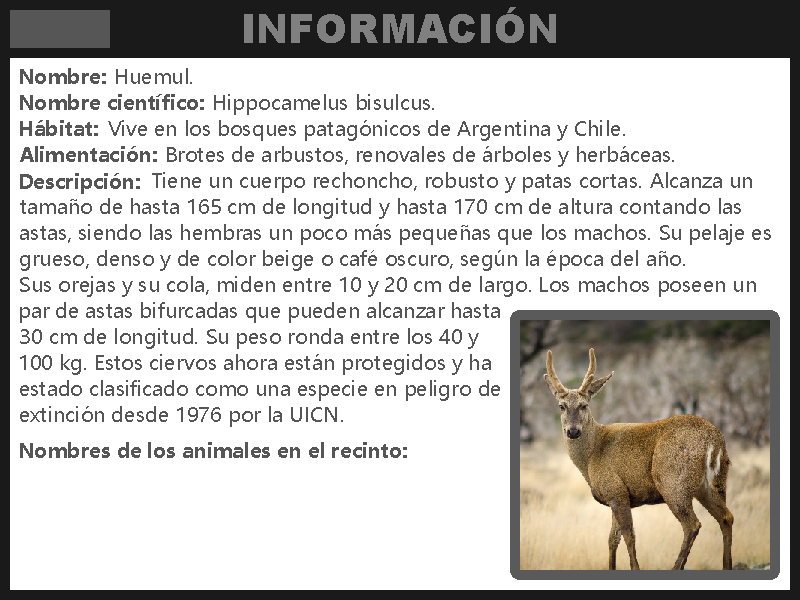 INFORMACIÓN
Nombre: Huemul.
Nombre científico: Hippocamelus bisulcus.
Hábitat: Vive en los bosques patagónicos de Argentina y Chile.
Alimentación: Brotes de arbustos, renovales de árboles y herbáceas.
Descripción: Tiene un cuerpo rechoncho, robusto y patas cortas. Alcanza un
tamaño de hasta 165 cm de longitud y hasta 170 cm de altura contando las
astas, siendo las hembras un poco más pequeñas que los machos. Su pelaje es
grueso, denso y de color beige o café oscuro, según la época del año.
Sus orejas y su cola, miden entre 10 y 20 cm de largo. Los machos poseen un
par de astas bifurcadas que pueden alcanzar hasta
30 cm de longitud. Su peso ronda entre los 40 y
100 kg. Estos ciervos ahora están protegidos y ha
estado clasificado como una especie en peligro de
extinción desde 1976 por la UICN.
Nombres de los animales en el recinto: